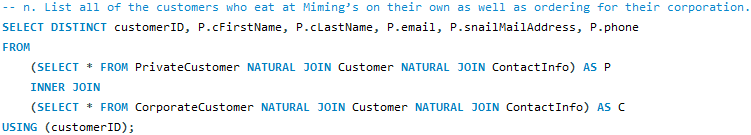 -- n. List all of the customers who eat at Miming’s on their own as well as ordering for their corporation.
SELECT DISTINCT customerID, P.cFirstName, P.cLastName, P.email, P.snailMailAddress, P.phone
FROM
(SELECT * FROM PrivateCustomer NATURAL JOIN Customer NATURAL JOIN ContactInfo) AS P
INNER JOIN
(SELECT * FROM CorporateCustomer NATURAL JOIN Customer NATURAL JOIN ContactInfo) AS C
USING (customerID);